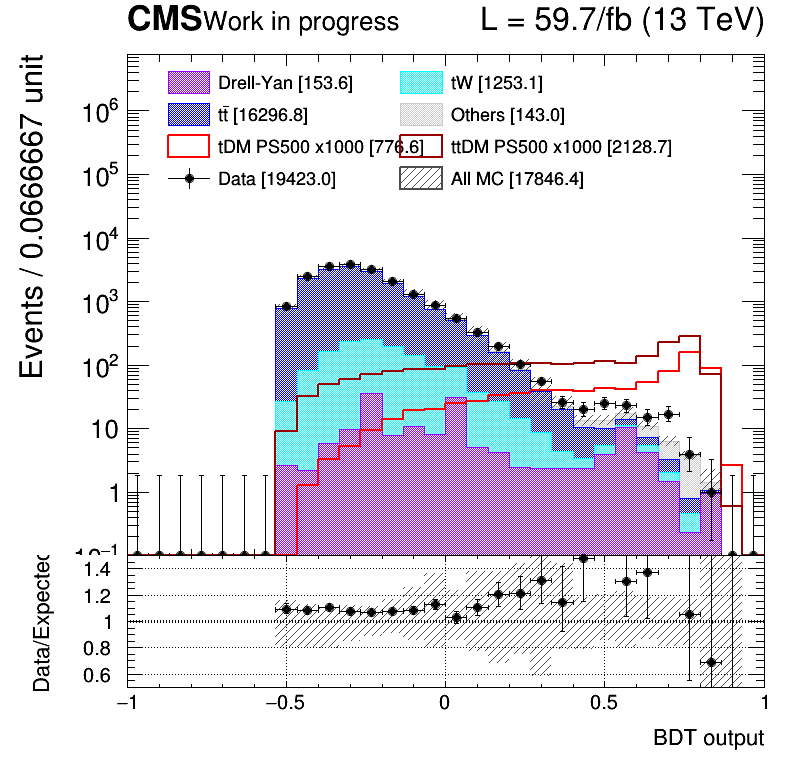 CMS Work in progress L = 59.7/fb (13 TeV)
Events / 0.0666667 unit
Drell-Yan [153.6] tW [1253.1]
tt̄ [16296.8] Others [143.0]
tDM PS500 x1000 [776.6] ttDM PS500 x1000 [2128.7]
Data [19423.0] All MC [17846.4]
10⁶
10⁵
10⁴
10³
10²
10
1
10⁻¹
Data/Expected
1.4
1.2
1
0.8
0.6
−1 −0.5 0 0.5 1
BDT output